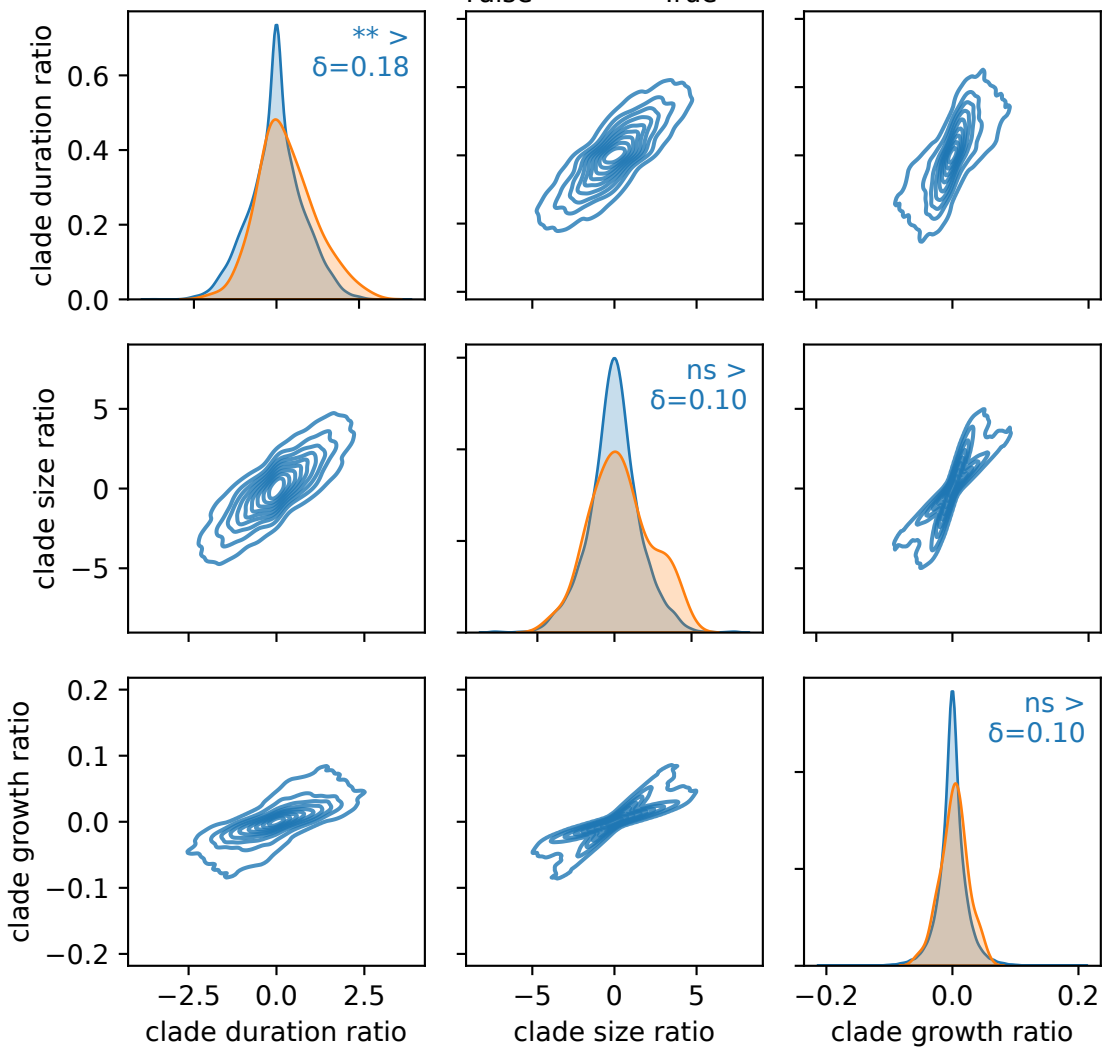 ** >
δ=0.18
clade duration ratio
0.6
0.4
0.2
0.0
ns >
δ=0.10
clade size ratio
5
0
−5
ns >
δ=0.10
clade growth ratio
0.2
0.1
0.0
−0.1
−0.2
−2.5 0.0 2.5
−5 0 5
−0.2 0.0 0.2
clade duration ratio
clade size ratio
clade growth ratio